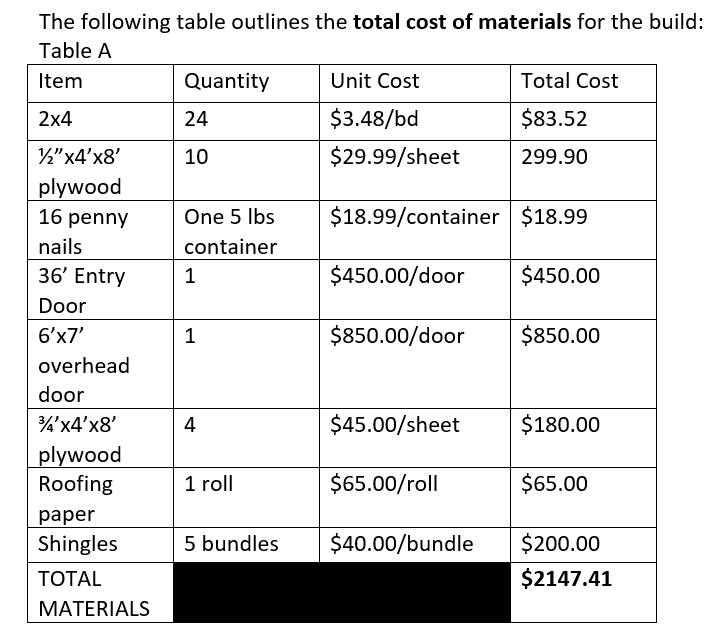 The following table outlines the total cost of materials for the build:
Table A
Item Quantity Unit Cost Total Cost
2x4 24 $3.48/bd $83.52
½”x4’x8’ 10 $29.99/sheet 299.90
plywood
16 penny One 5 lbs $18.99/container $18.99
nails container
36’ Entry 1 $450.00/door $450.00
Door
6’x7’ 1 $850.00/door $850.00
overhead
door
¾’x4’x8’ 4 $45.00/sheet $180.00
plywood
Roofing 1 roll $65.00/roll $65.00
paper
Shingles 5 bundles $40.00/bundle $200.00
TOTAL $2147.41
MATERIALS